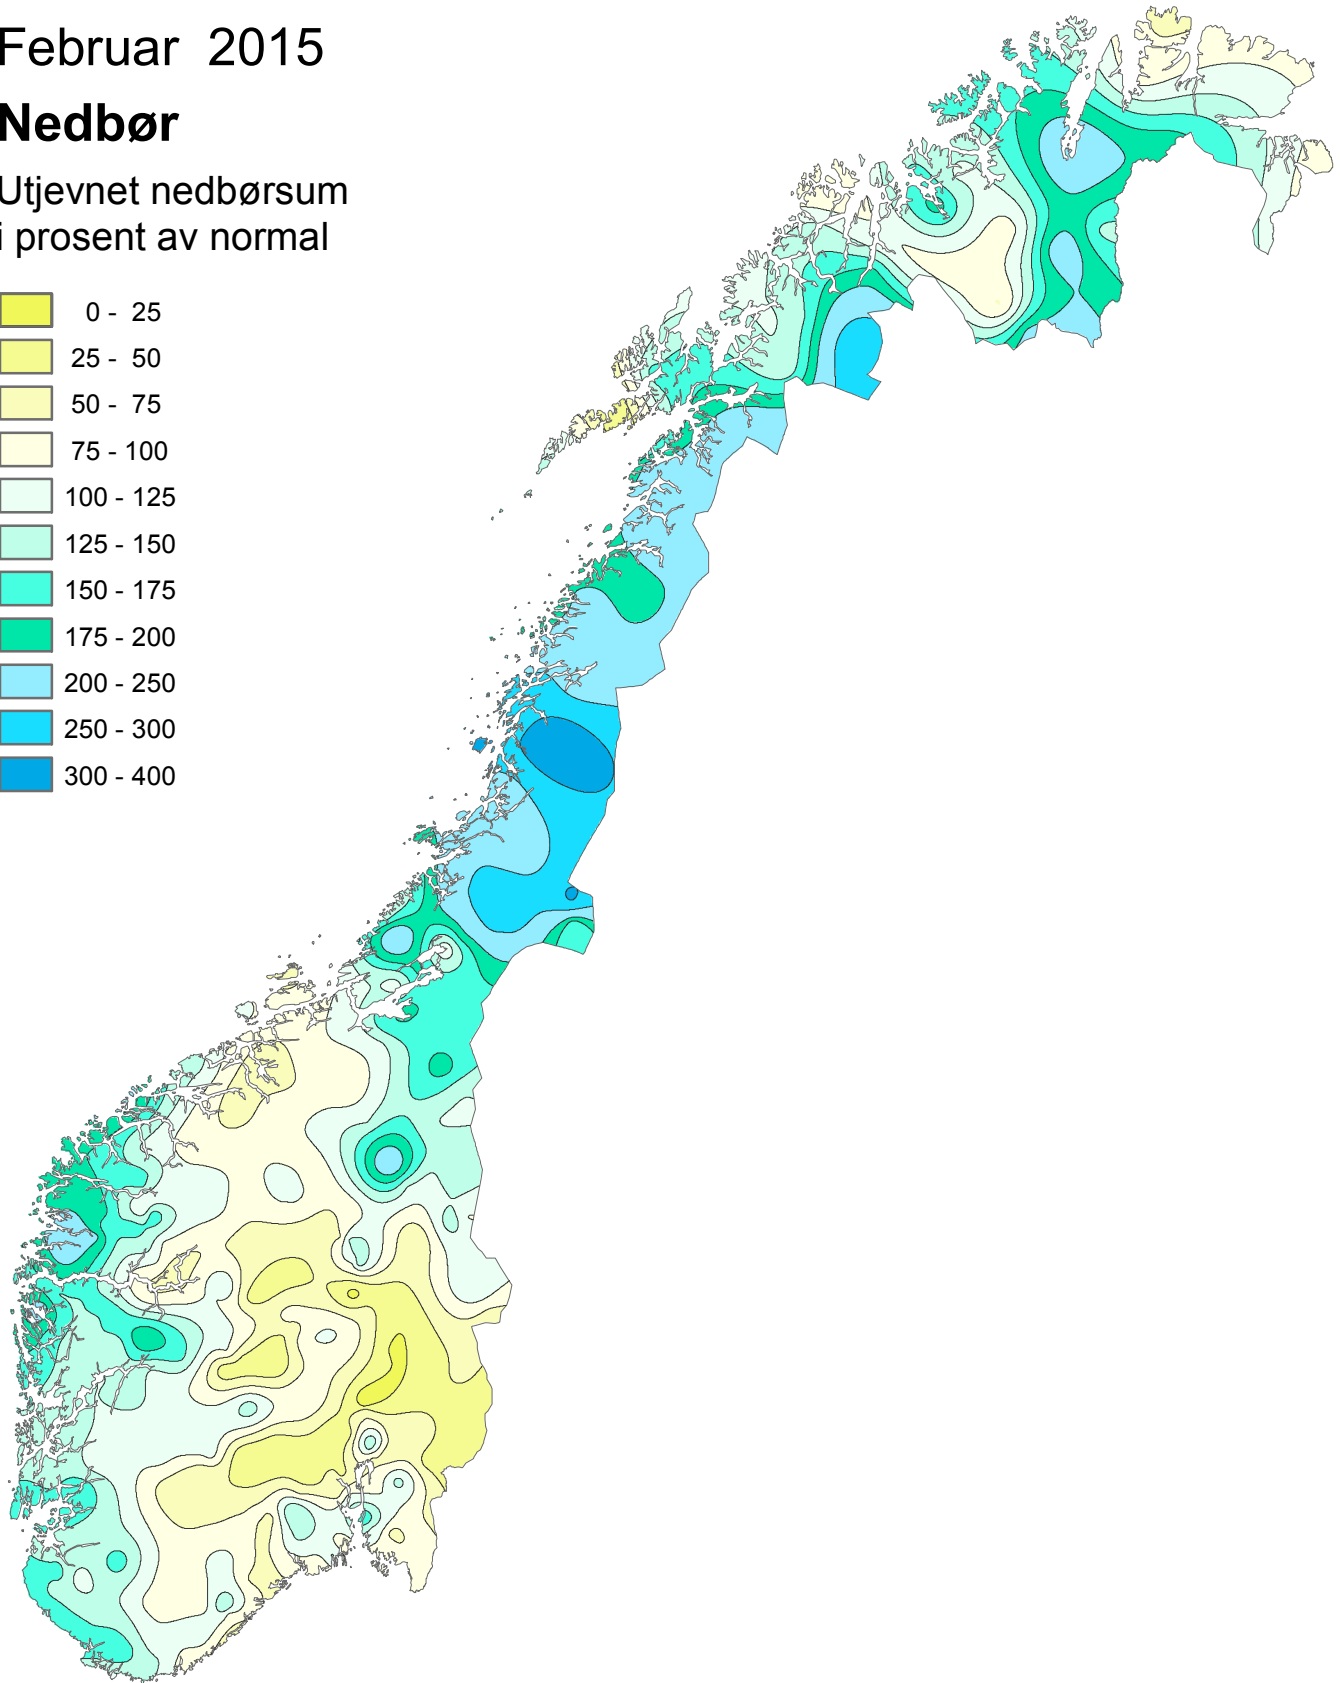 Februar 2015
Nedbør
Utjevnet nedbørsum
i prosent av normal
0 - 25
25 - 50
50 - 75
75 - 100
100 - 125
125 - 150
150 - 175
175 - 200
200 - 250
250 - 300
300 - 400